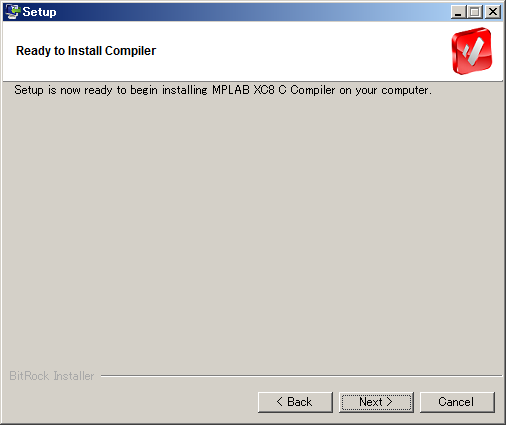 Setup
Ready to Install Compiler
Setup is now ready to begin installing MPLAB XC8 C Compiler on your computer.
BitRock Installer
< Back
Next >
Cancel